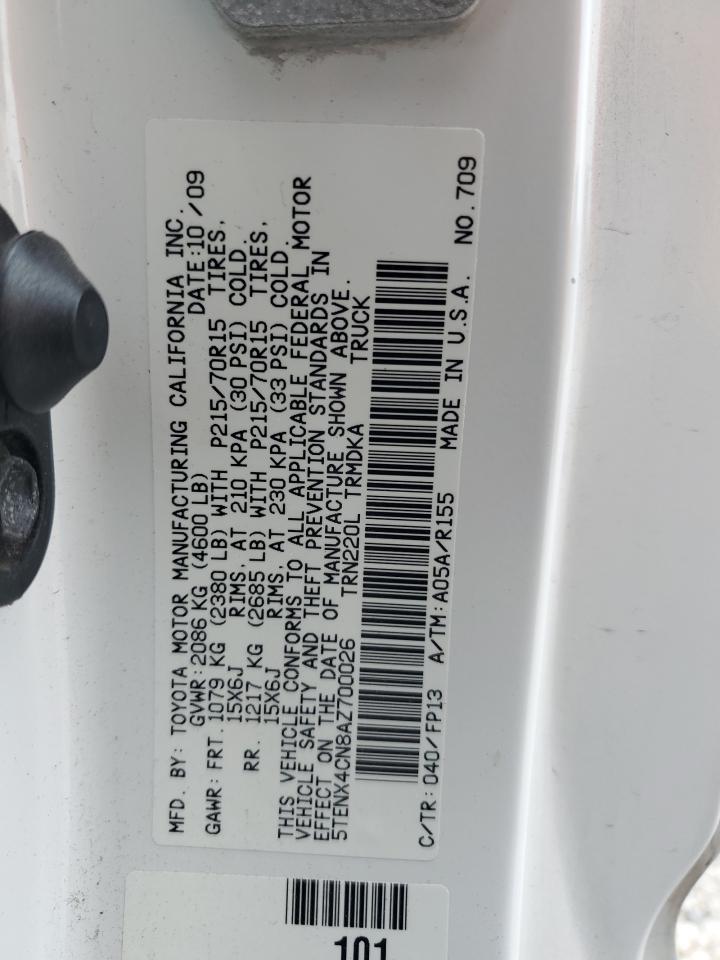 MFD. BY: TOYOTA MOTOR MANUFACTURING CALIFORNIA INC.
GVWR: 2086 KG (4600 LB) DATE: 10 /09
GAWR: FRT. 1079 KG (2380 LB) WITH P215/70R15 TIRES,
15X6J RIMS, AT 210 KPA (30 PSI) COLD.
RR. 1217 KG (2685 LB) WITH P215/70R15 TIRES,
15X6J RIMS, AT 230 KPA (33 PSI) COLD.
THIS VEHICLE CONFORMS TO ALL APPLICABLE FEDERAL MOTOR
VEHICLE SAFETY AND THEFT PREVENTION STANDARDS IN
EFFECT ON THE DATE OF MANUFACTURE SHOWN ABOVE.
5TENX4CN8AZ700026 TRN220L TRMDKA TRUCK
C/TR: 040/FP13 A/TM: A05A/R155 MADE IN U.S.A. NO. 709
101